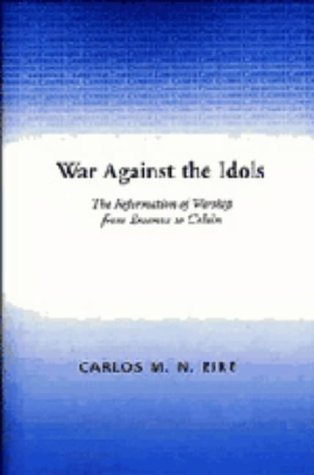 War Against the Idols
The Reformation of Worship
from Erasmus to Calvin
CARLOS M. N. EIRE